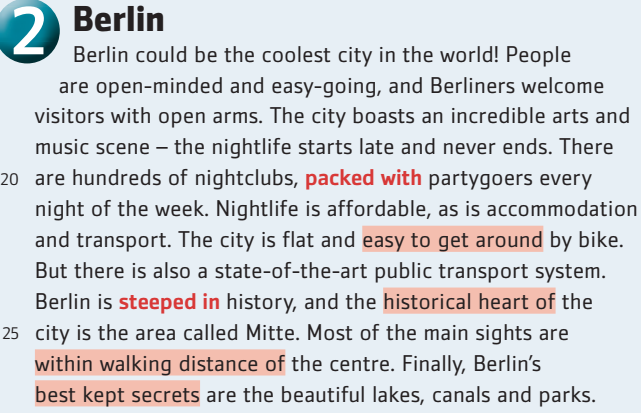 2 Berlin
Berlin could be the coolest city in the world! People
are open-minded and easy-going, and Berliners welcome
visitors with open arms. The city boasts an incredible arts and
music scene – the nightlife starts late and never ends. There
20 are hundreds of nightclubs, packed with partygoers every
night of the week. Nightlife is affordable, as is accommodation
and transport. The city is flat and easy to get around by bike.
But there is also a state-of-the-art public transport system.
Berlin is steeped in history, and the historical heart of the
25 city is the area called Mitte. Most of the main sights are
within walking distance of the centre. Finally, Berlin’s
best kept secrets are the beautiful lakes, canals and parks.